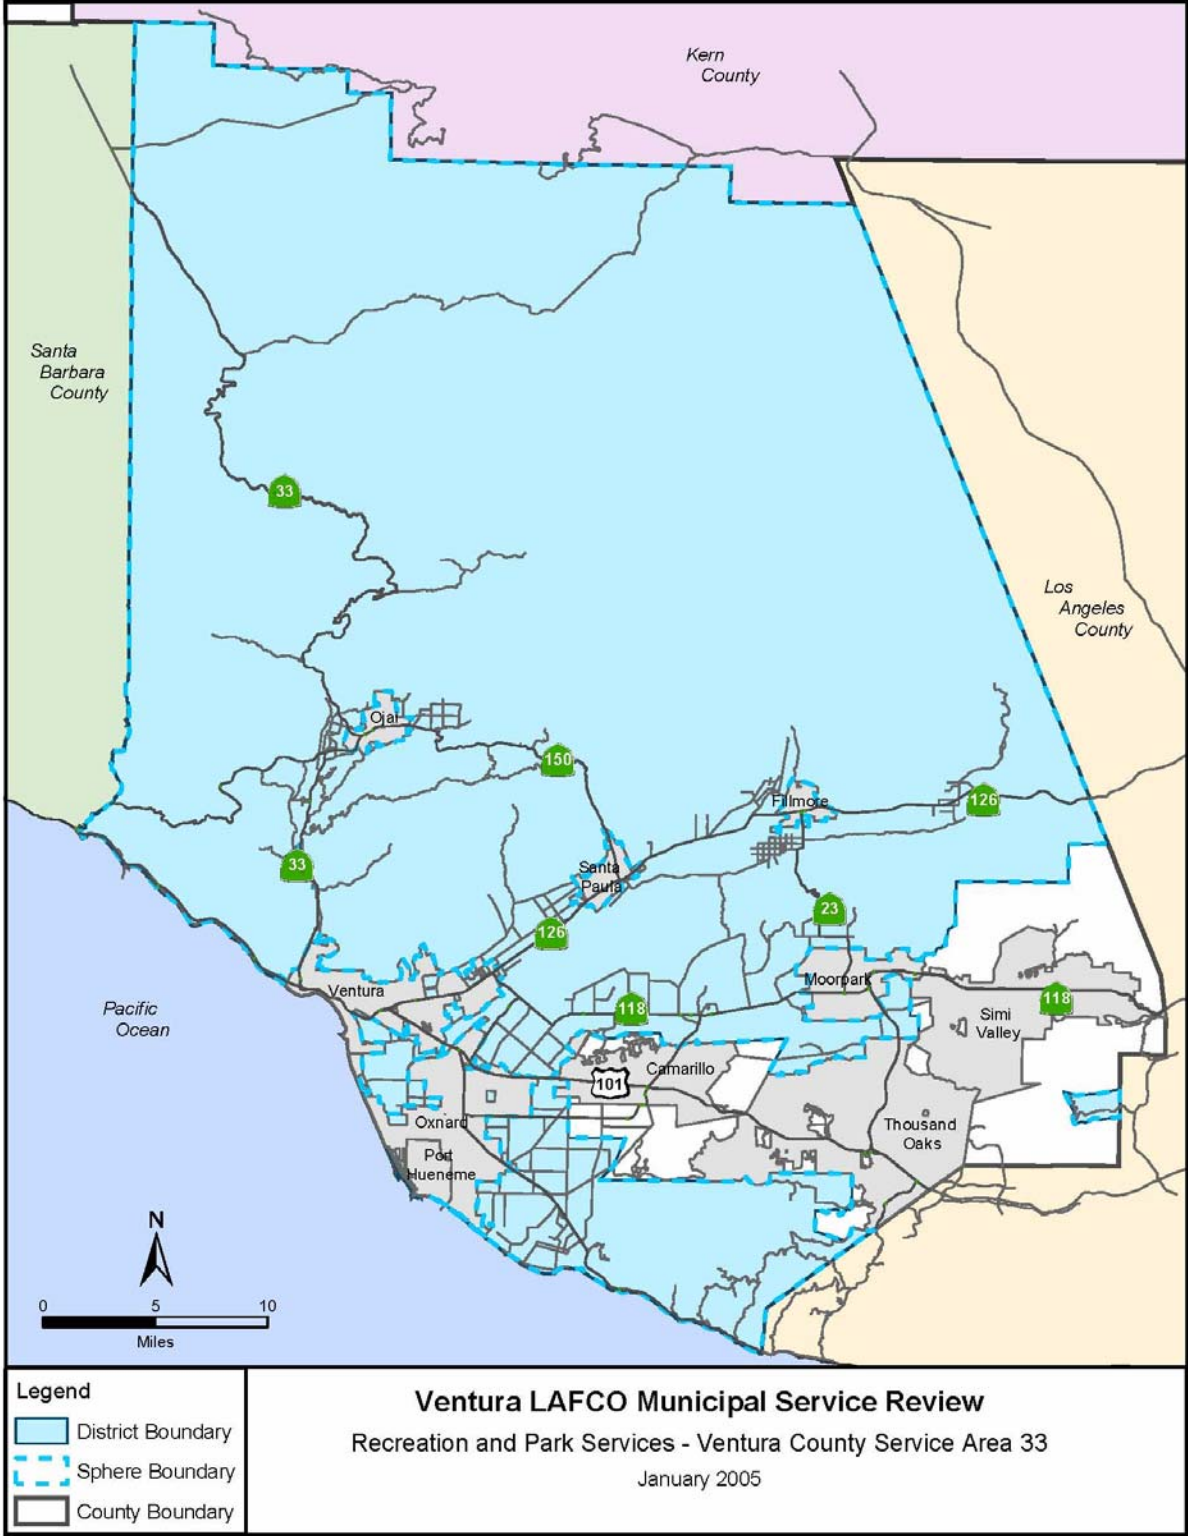 Kern
County
Santa
Barbara
County
33
Los
Angeles
County
Ojai
150
Fillmore
126
33
Santa
Paula
23
126
Moorpark
Ventura
118
118
Simi
Valley
Pacific
Ocean
Camarillo
101
Oxnard
Thousand
Oaks
Port
Hueneme
N
0 5 10
Miles
Legend
District Boundary
Sphere Boundary
County Boundary
Ventura LAFCO Municipal Service Review
Recreation and Park Services - Ventura County Service Area 33
January 2005